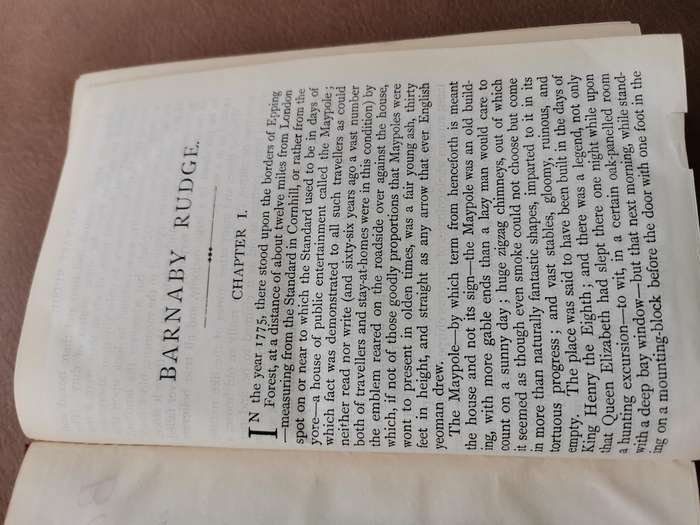 BARNABY RUDGE.
CHAPTER I.
IN the year 1775, there stood upon the borders of Epping
Forest, at a distance of about twelve miles from London
—measuring from the Standard in Cornhill, or rather from the
spot on or near to which the Standard used to be in days of
yore—a house of public entertainment called the Maypole;
which fact was demonstrated to all such travellers as could
neither read nor write (and sixty-six years ago a vast number
both of travellers and stay-at-homes were in this condition) by
the emblem reared on the roadside over against the house,
which, if not of those goodly proportions that Maypoles were
wont to present in olden times, was a fair young ash, thirty
feet in height, and straight as any arrow that ever English
yeoman drew.
The Maypole—by which term from henceforth is meant
the house and not its sign—the Maypole was an old build-
ing, with more gable ends than a lazy man would care to
count on a sunny day; huge zigzag chimneys, out of which
it seemed as though even smoke could not choose but come
in more than naturally fantastic shapes, imparted to it in its
tortuous progress; and vast stables, gloomy, ruinous, and
empty. The place was said to have been built in the days of
King Henry the Eighth; and there was a legend, not only
that Queen Elizabeth had slept there one night while upon
a hunting excursion—to wit, in a certain oak-panelled room
with a deep bay window—but that next morning, while stand-
ing on a mounting-block before the door with one foot in the